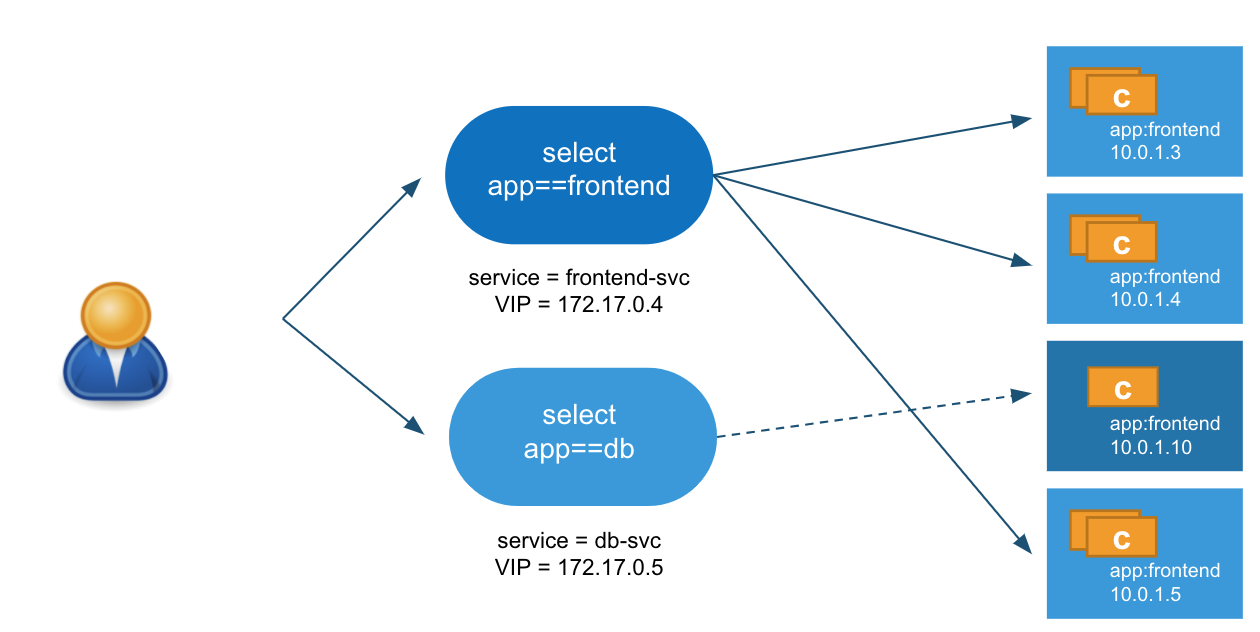 select
app==frontend
service = frontend-svc
VIP = 172.17.0.4
select
app==db
service = db-svc
VIP = 172.17.0.5
c
app:frontend
10.0.1.3
c
app:frontend
10.0.1.4
c
app:frontend
10.0.1.10
c
app:frontend
10.0.1.5